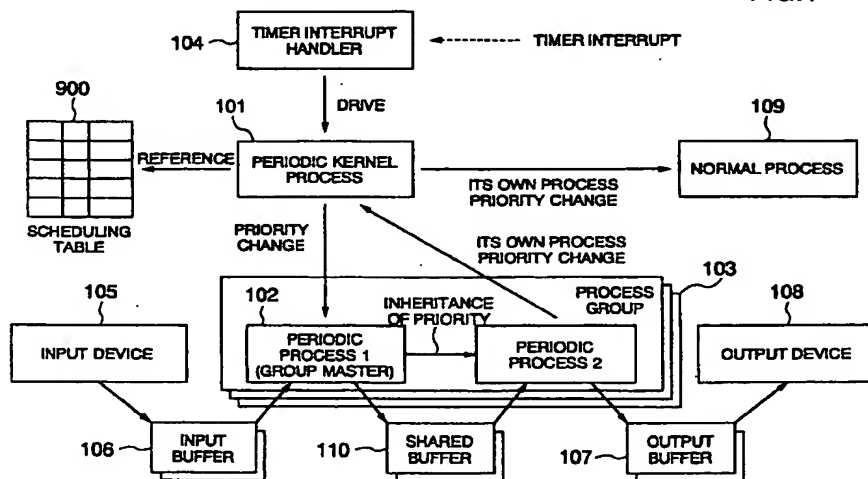 104
TIMER INTERRUPT
HANDLER
TIMER INTERRUPT
900
101
DRIVE
109
REFERENCE
PERIODIC KERNEL
PROCESS
NORMAL PROCESS
ITS OWN PROCESS
PRIORITY CHANGE
SCHEDULING
TABLE
PRIORITY
CHANGE
ITS OWN PROCESS
PRIORITY CHANGE
105
102
INHERITANCE
OF PRIORITY
PROCESS
GROUP
103
108
INPUT DEVICE
PERIODIC
PROCESS 1
(GROUP MASTER)
PERIODIC
PROCESS 2
OUTPUT DEVICE
106
INPUT
BUFFER
110
SHARED
BUFFER
107
OUTPUT
BUFFER